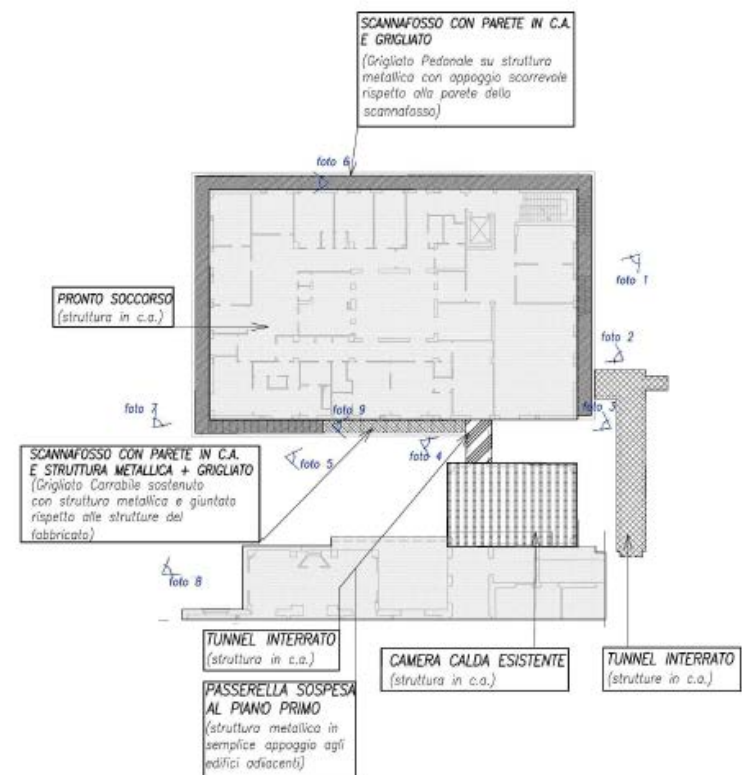 SCANNAFOSSO CON PARETE IN C.A.
E GRIGLIATO
(Grigliato Pedonale su struttura
metallica con appoggio scorrevole
rispetto alla parete dello
scannafosso)
foto 6
foto 1
PRONTO SOCCORSO
(struttura in c.a.)
foto 2
foto 7
foto 9
foto 3
foto 4
foto 5
SCANNAFOSSO CON PARETE IN C.A.
E STRUTTURA METALLICA + GRIGLIATO
(Grigliato Carrabile sostenuto
con struttura metallica e giuntato
rispetto alle strutture del
fabbricato)
foto 8
TUNNEL INTERRATO
(struttura in c.a.)
CAMERA CALDA ESISTENTE
(struttura in c.a.)
TUNNEL INTERRATO
(strutture in c.a.)
PASSERELLA SOSPESA
AL PIANO PRIMO
(struttura metallica in
semplice appoggio agli
edifici adiacenti)